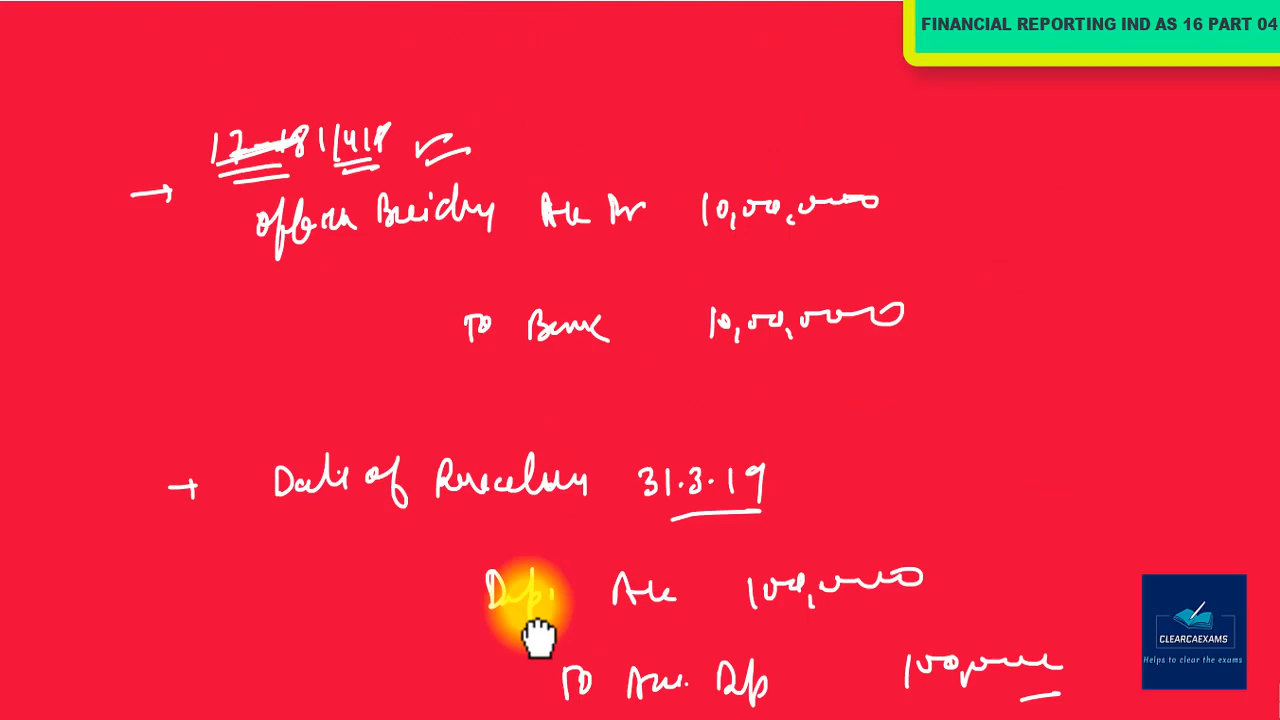 FINANCIAL REPORTING IND AS 16 PART 04
17-18 1/4/18
Office Building A/c Dr 10,00,000
To Bank 10,00,000
→ Date of Revaluation 31.3.19
Dep. A/c 100,000
To Acc. Dep 100,000
CLEARCAEXAMS
Helps to clear the exams